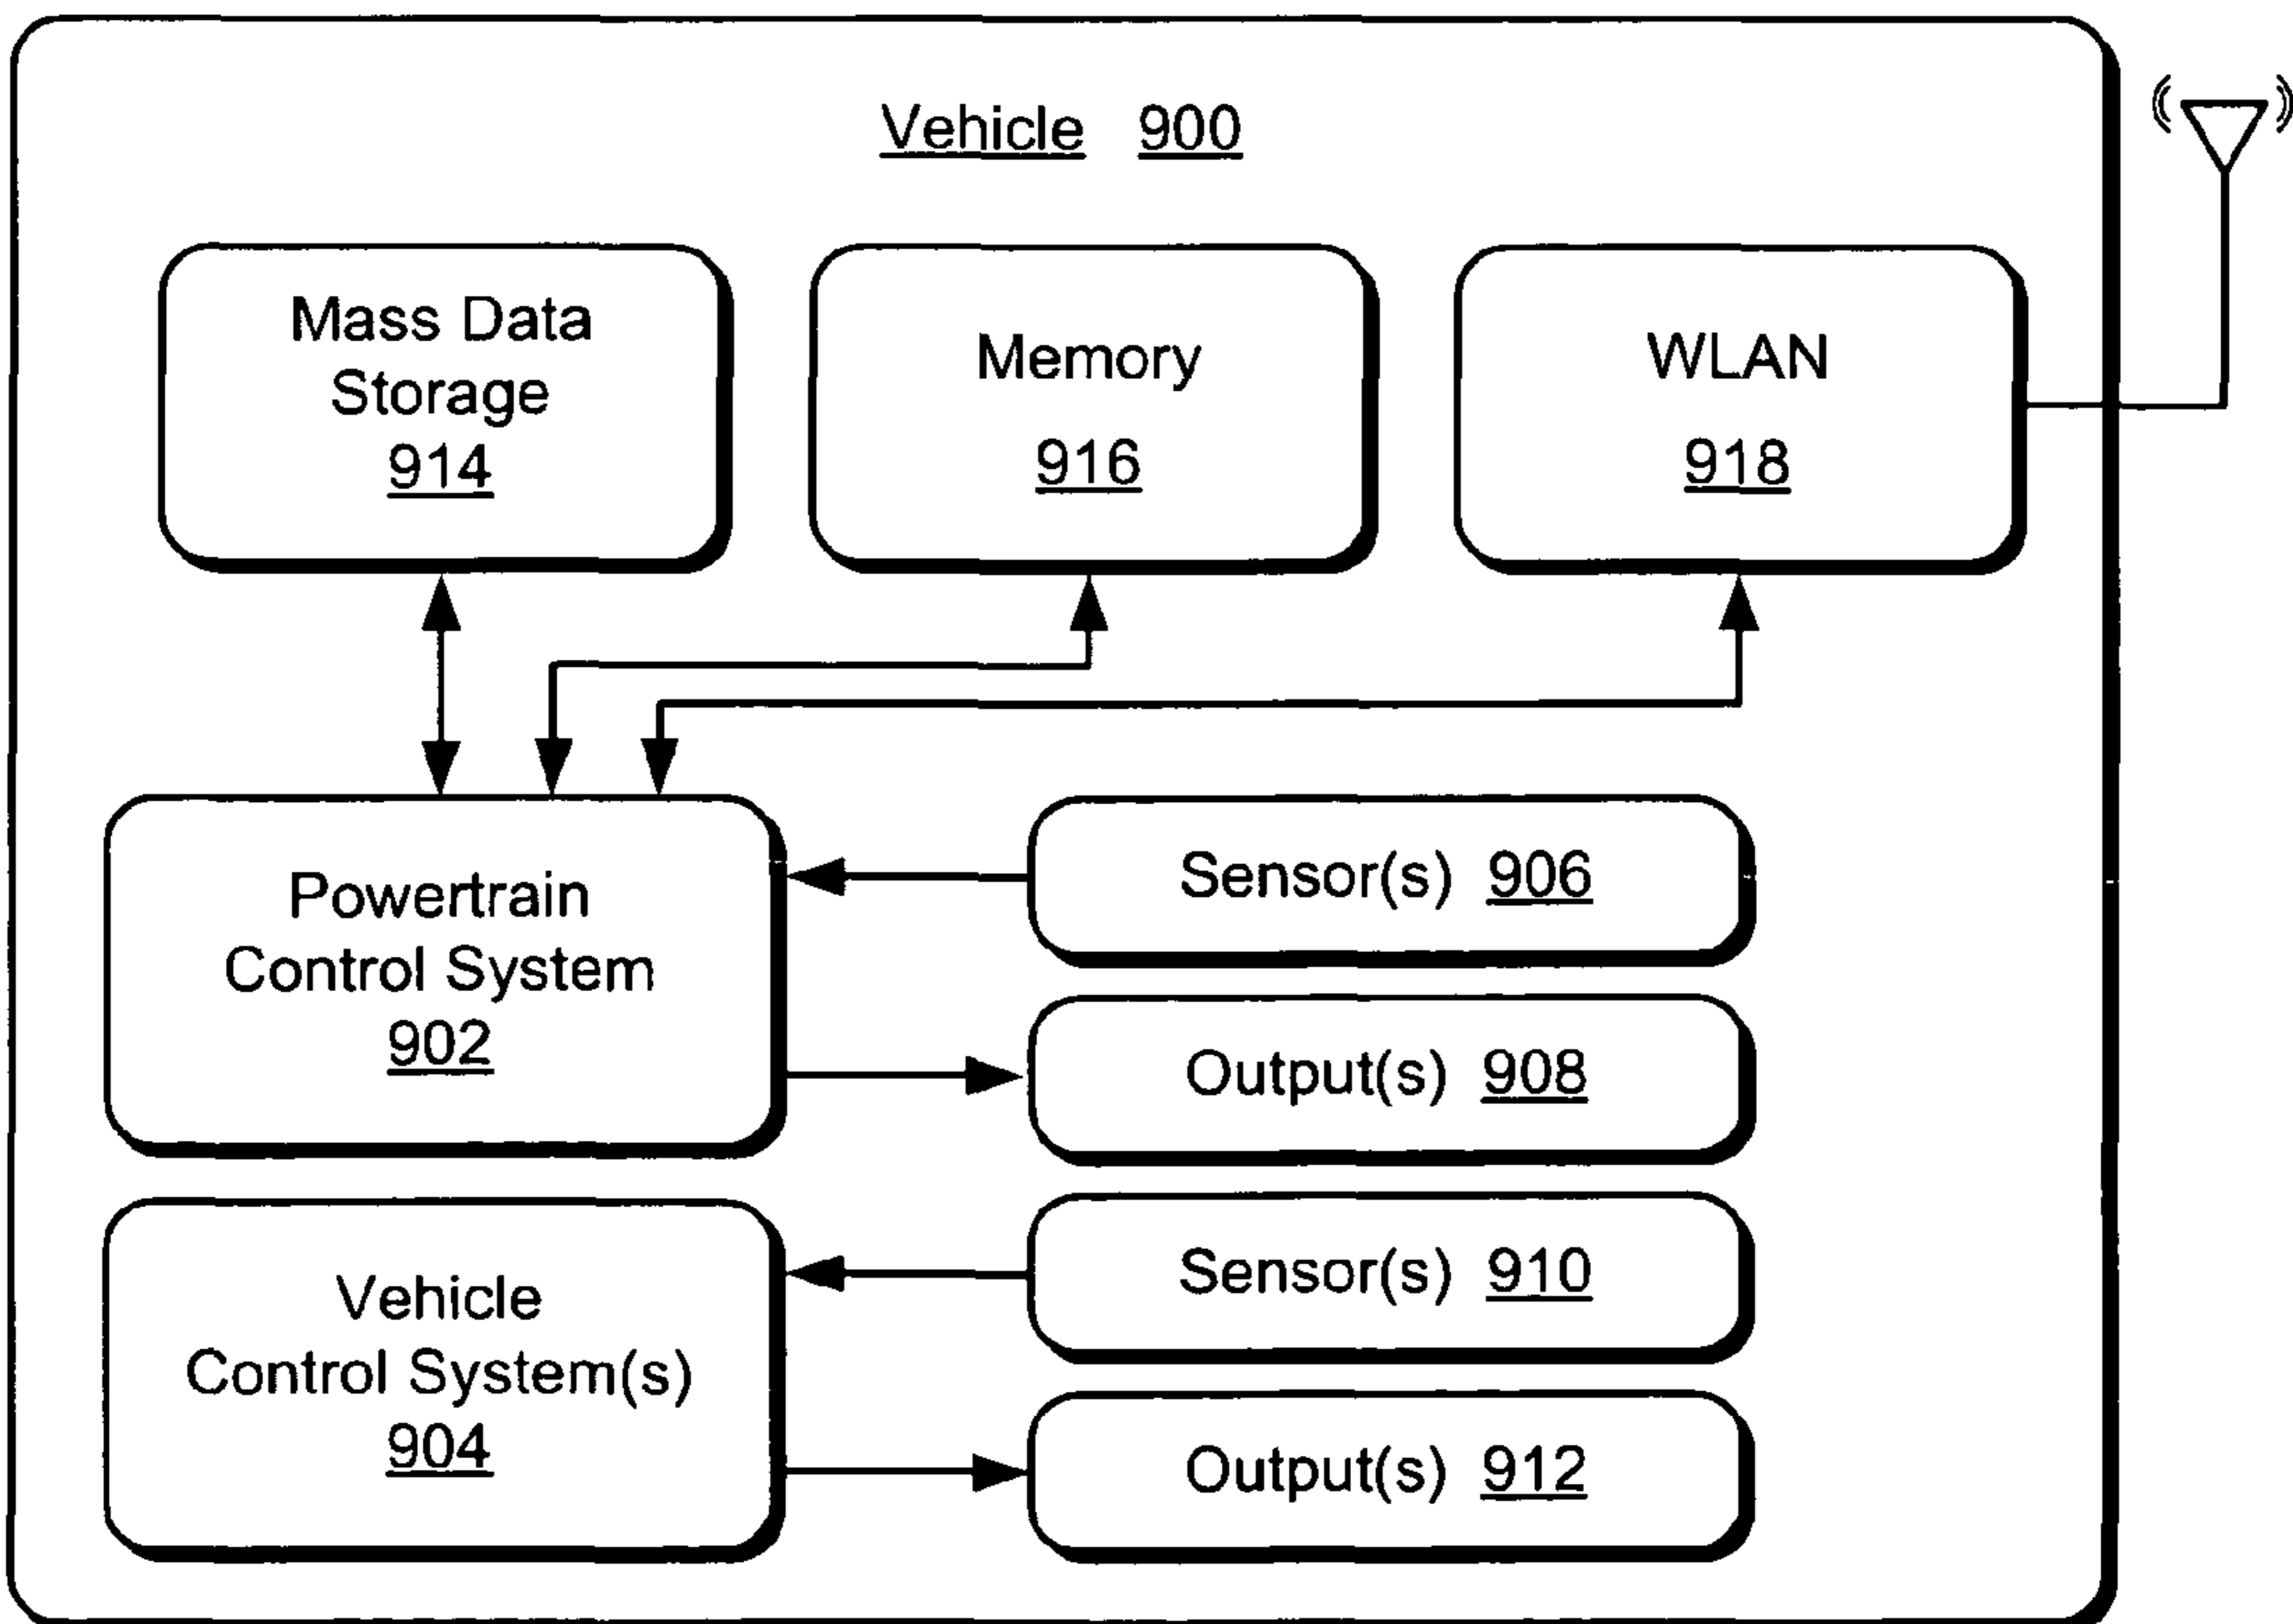 Vehicle 900
Mass Data
Storage
914
Memory
916
WLAN
918
Powertrain
Control System
902
Sensor(s) 906
Output(s) 908
Vehicle
Control System(s)
904
Sensor(s) 910
Output(s) 912